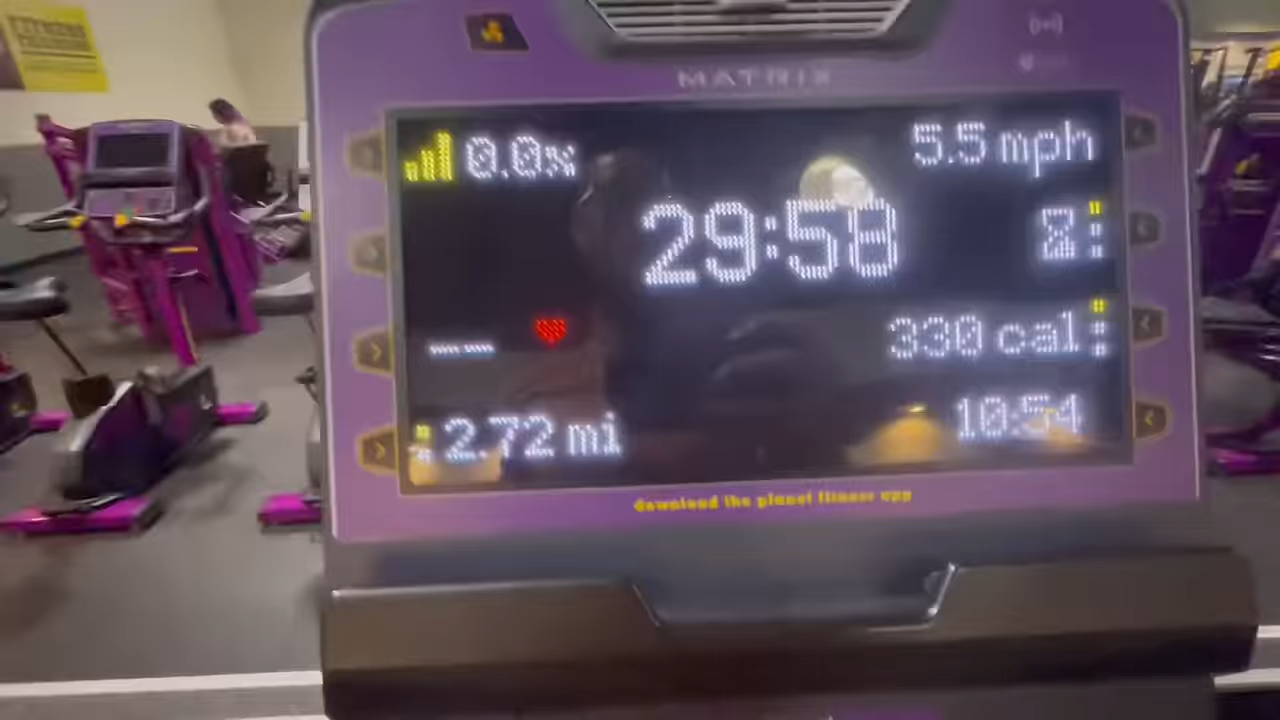 MATRIX
0.0%
5.5 mph
29:58
330 cal
--
2.72 mi
10:54
download the planet fitness app